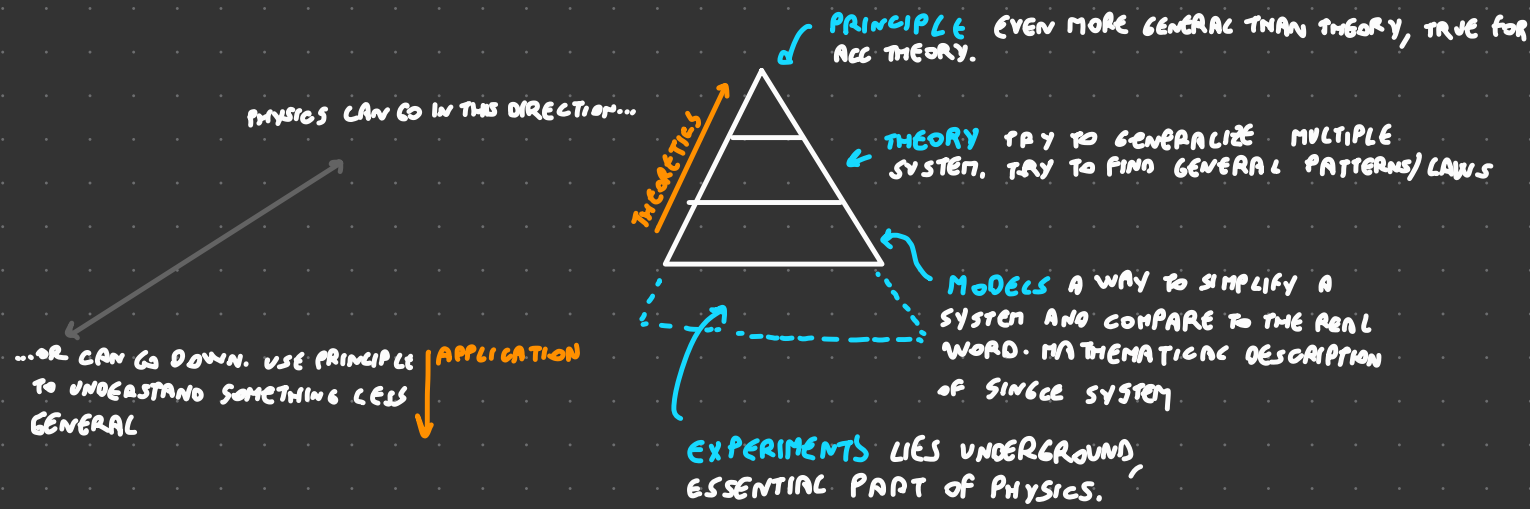 PRINCIPLE EVEN MORE GENERAL THAN THEORY, TRUE FOR
ALL THEORY.
PHYSICS CAN GO IN THIS DIRECTION...
THEORETICS
THEORY TRY TO GENERALIZE MULTIPLE
SYSTEM. TRY TO FIND GENERAL PATTERNS/LAWS
MODELS A WAY TO SIMPLIFY A
SYSTEM AND COMPARE TO THE REAL
WORD. MATHEMATICAL DESCRIPTION
OF SINGLE SYSTEM
...OR CAN GO DOWN. USE PRINCIPLE
TO UNDERSTAND SOMETHING LESS
GENERAL
APPLICATION
EXPERIMENTS LIES UNDERGROUND,
ESSENTIAL PART OF PHYSICS.